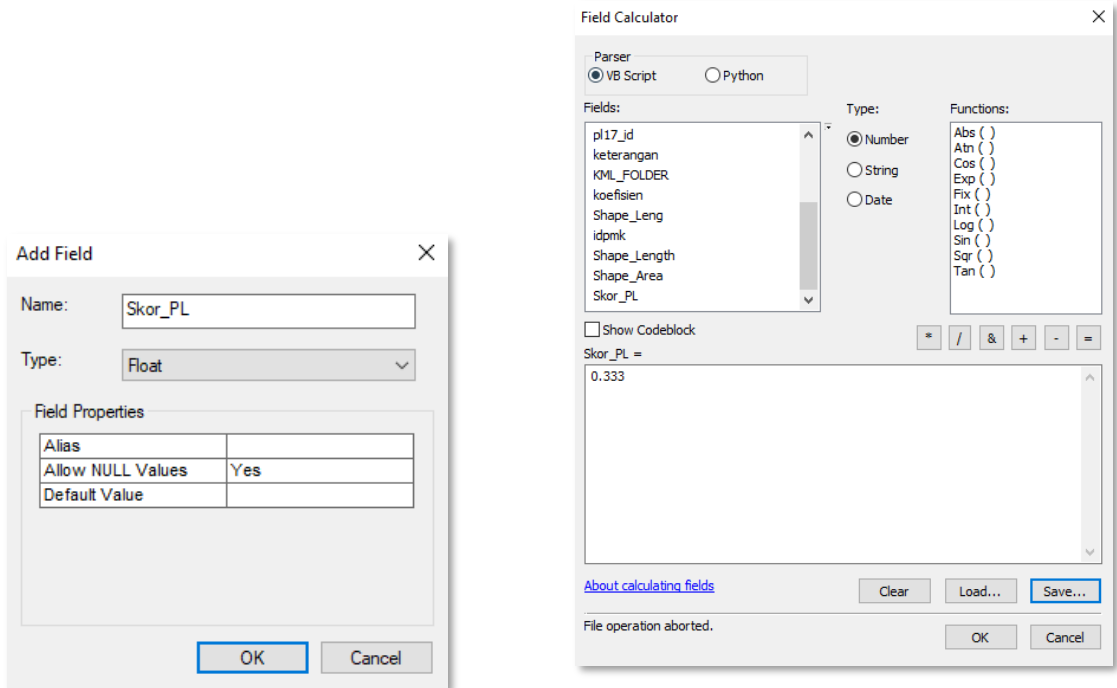 Add Field
Name:
Skor_PL
Type:
Float
Field Properties
Alias
Allow NULL Values Yes
Default Value
OK Cancel
Field Calculator
Parser
VB Script Python
Fields:
pl17_id
keterangan
KML_FOLDER
koefisien
Shape_Leng
idpmk
Shape_Length
Shape_Area
Skor_PL
Type:
Number
String
Date
Functions:
Abs ( )
Atn ( )
Cos ( )
Exp ( )
Fix ( )
Int ( )
Log ( )
Sin ( )
Sqr ( )
Tan ( )
Show Codeblock
* / & + - =
Skor_PL =
0.333
About calculating fields
Clear Load... Save...
File operation aborted.
OK Cancel